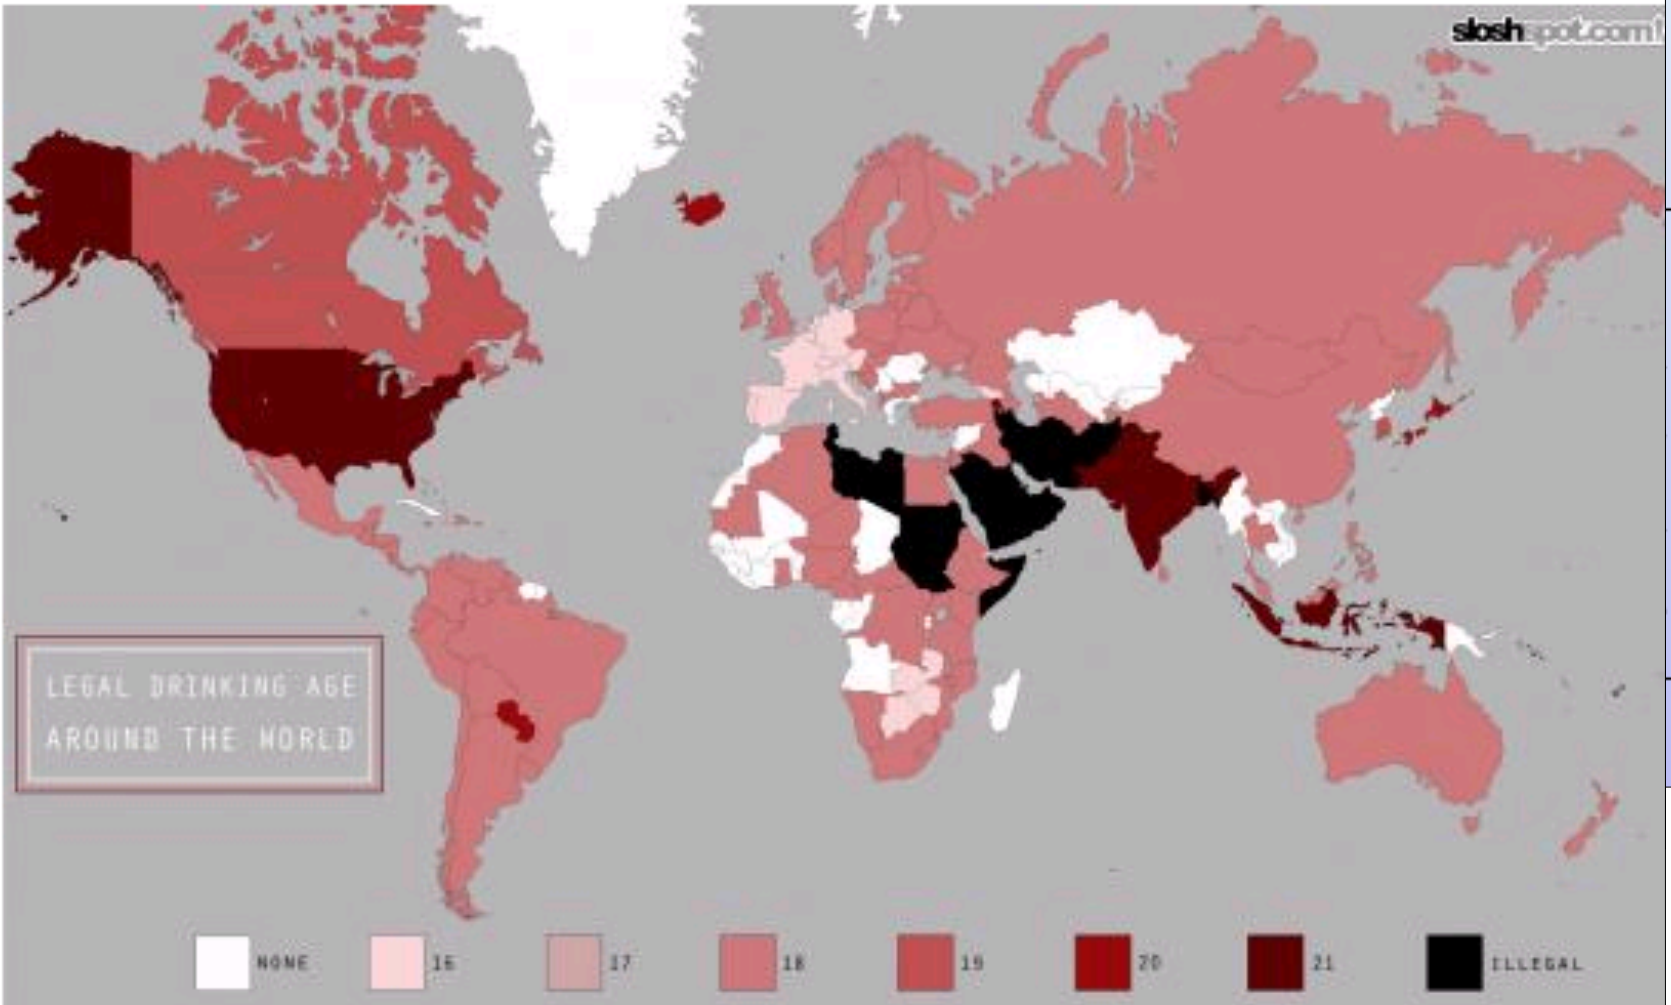 sloshspot.com!
LEGAL DRINKING AGE
AROUND THE WORLD
NONE
16
17
18
19
20
21
ILLEGAL